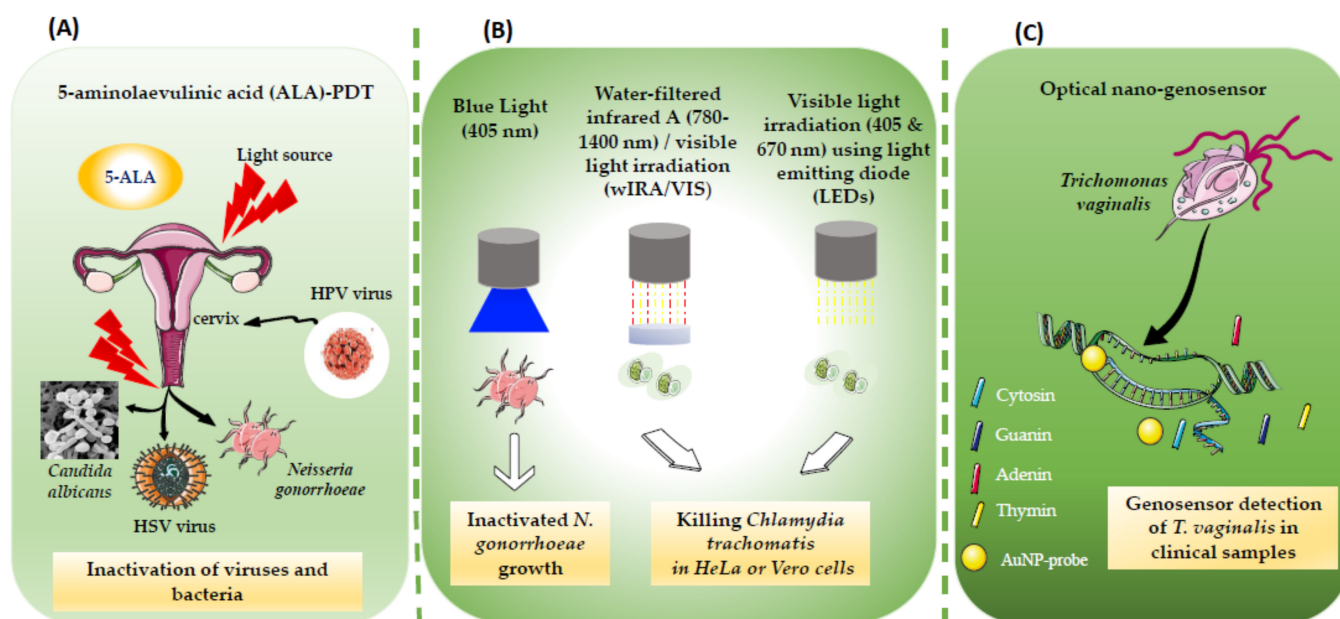 (A)
5-aminolaevulinic acid (ALA)-PDT
5-ALA
Light source
HPV virus
cervix
Candida
albicans
HSV virus
Neisseria
gonorrhoeae
Inactivation of viruses and
bacteria
(B)
Blue Light
(405 nm)
Water-filtered
infrared A (780-
1400 nm) / visible
light irradiation
(wIRA/VIS)
Visible light
irradiation (405 &
670 nm) using light
emitting diode
(LEDs)
Inactivated N.
gonorrhoeae
growth
Killing Chlamydia
trachomatis
in HeLa or Vero cells
(C)
Optical nano-genosensor
Trichomonas
vaginalis
Cytosin
Guanin
Adenin
Thymin
AuNP-probe
Genosensor detection
of T. vaginalis in
clinical samples